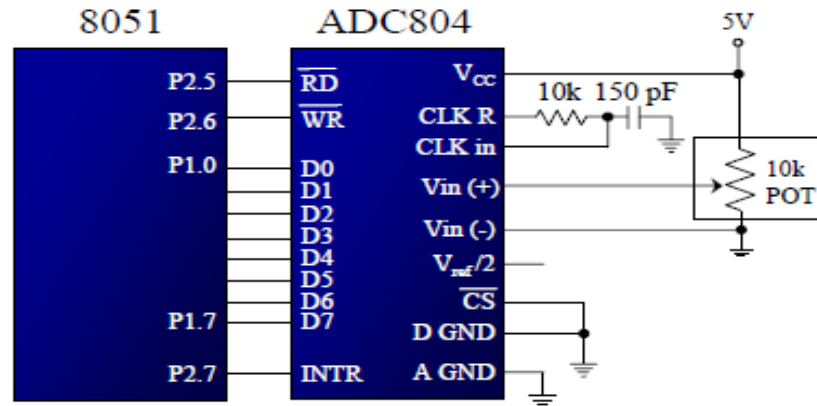 8051
ADC804
5V
P2.5
P2.6
P1.0
P1.7
P2.7
RD
WR
D0
D1
D2
D3
D4
D5
D6
D7
INTR
VCC
CLK R
CLK in
Vin (+)
Vin (-)
Vref/2
CS
D GND
A GND
10k 150 pF
10k
POT